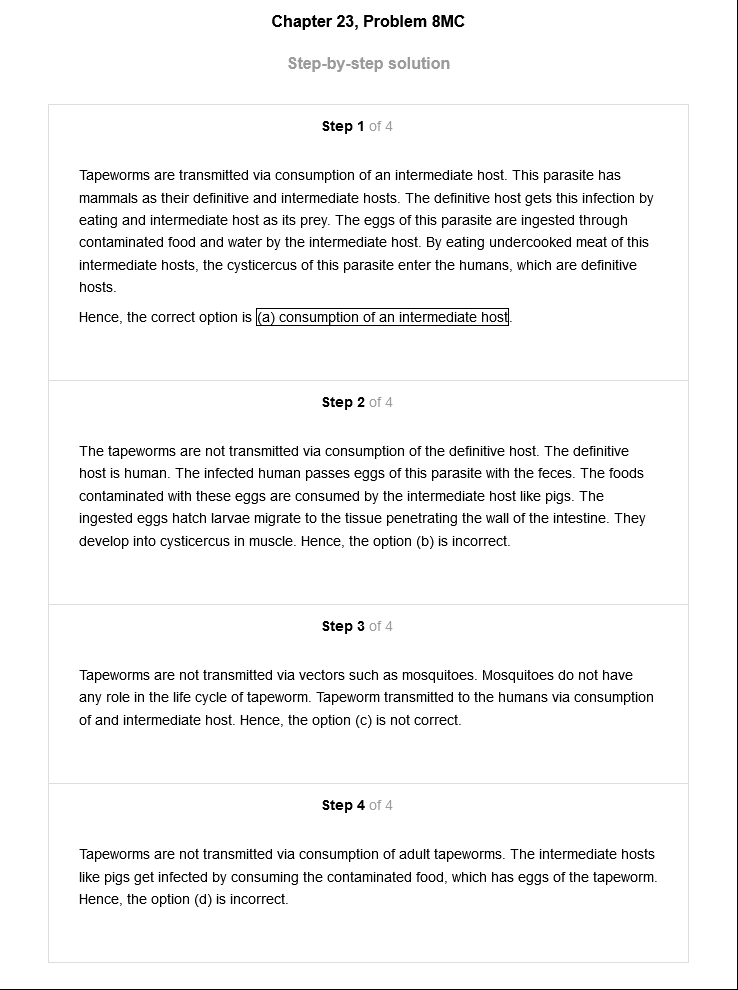 Chapter 23, Problem 8MC
Step-by-step solution
Step 1 of 4
Tapeworms are transmitted via consumption of an intermediate host. This parasite has
mammals as their definitive and intermediate hosts. The definitive host gets this infection by
eating and intermediate host as its prey. The eggs of this parasite are ingested through
contaminated food and water by the intermediate host. By eating undercooked meat of this
intermediate hosts, the cysticercus of this parasite enter the humans, which are definitive
hosts.
Hence, the correct option is (a) consumption of an intermediate host.
Step 2 of 4
The tapeworms are not transmitted via consumption of the definitive host. The definitive
host is human. The infected human passes eggs of this parasite with the feces. The foods
contaminated with these eggs are consumed by the intermediate host like pigs. The
ingested eggs hatch larvae migrate to the tissue penetrating the wall of the intestine. They
develop into cysticercus in muscle. Hence, the option (b) is incorrect.
Step 3 of 4
Tapeworms are not transmitted via vectors such as mosquitoes. Mosquitoes do not have
any role in the life cycle of tapeworm. Tapeworm transmitted to the humans via consumption
of and intermediate host. Hence, the option (c) is not correct.
Step 4 of 4
Tapeworms are not transmitted via consumption of adult tapeworms. The intermediate hosts
like pigs get infected by consuming the contaminated food, which has eggs of the tapeworm.
Hence, the option (d) is incorrect.